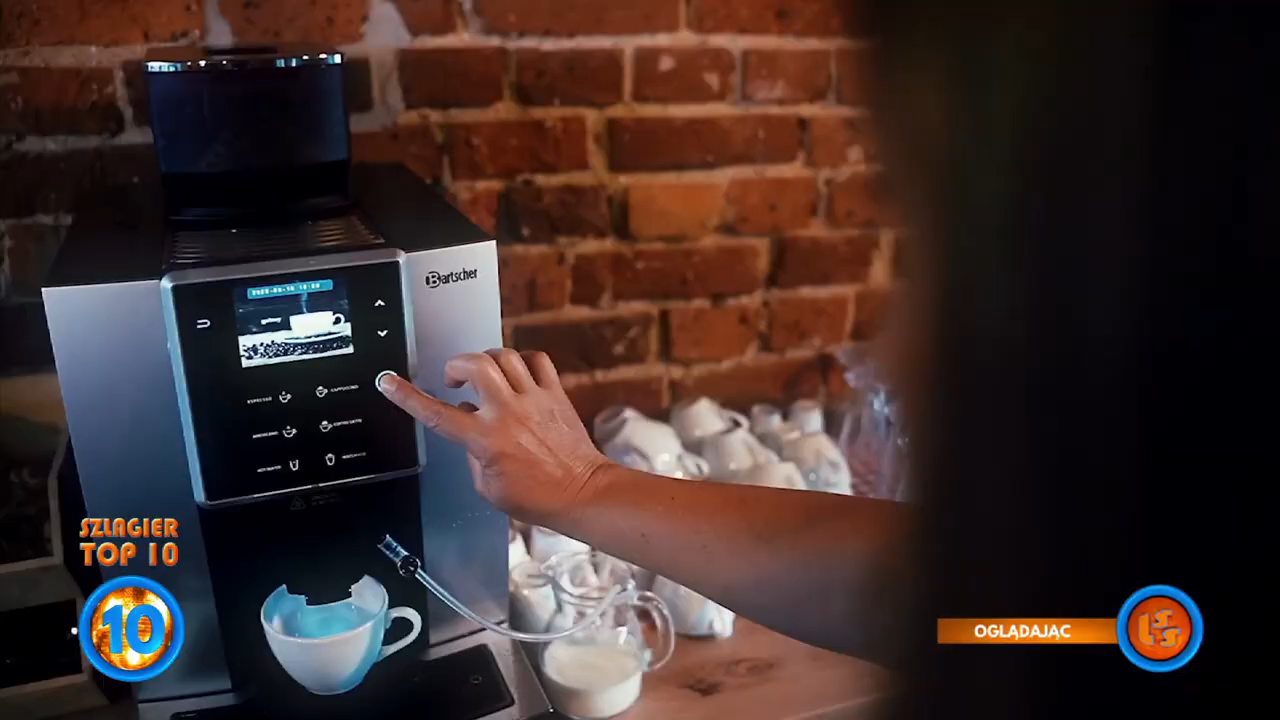 Bartscher
ESPRESSO
CAPPUCCINO
AMERICANO
COFFEE LATTE
HOT WATER
SZLAGIER
TOP 10
10
OGLĄDAJĄC